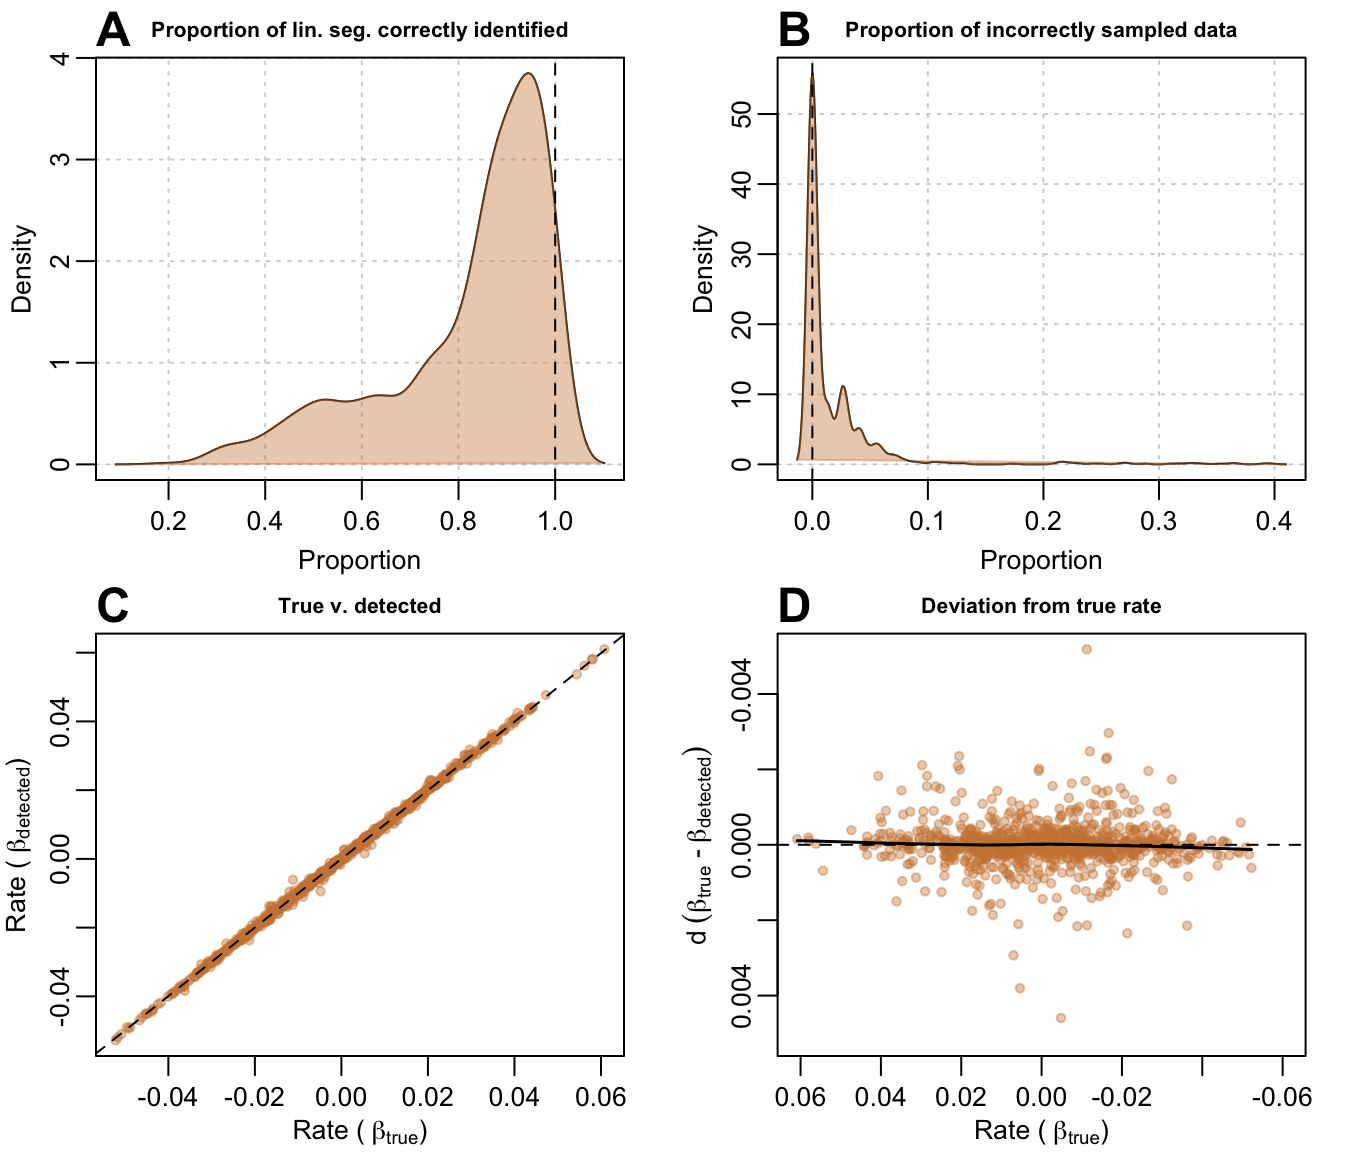 A Proportion of lin. seg. correctly identified
Density
0 1 2 3 4
0.2 0.4 0.6 0.8 1.0
Proportion
B Proportion of incorrectly sampled data
Density
0 10 20 30 40 50
0.0 0.1 0.2 0.3 0.4
Proportion
C True v. detected
Rate ( βdetected)
-0.04 0.00 0.04
-0.04 -0.02 0.00 0.02 0.04 0.06
Rate ( βtrue)
D Deviation from true rate
d (βtrue - βdetected)
0.004 0.000 -0.004
0.06 0.04 0.02 0.00 -0.02 -0.06
Rate ( βtrue)